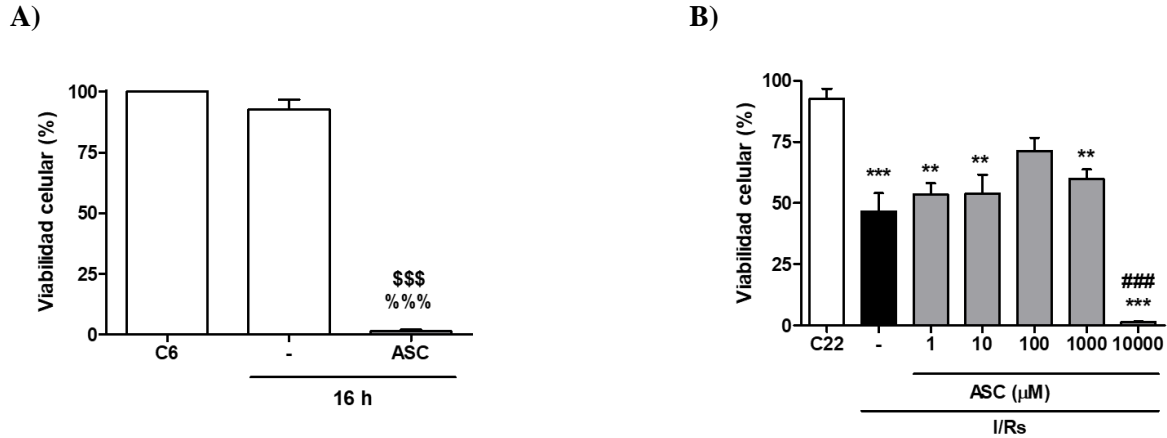 A)
Viabilidad celular (%)
100
75
50
25
0
$$$
%%%
C6
-
ASC
16 h
B)
Viabilidad celular (%)
100
75
50
25
0
***
**
**
**
###
***
C22
-
1
10
100
1000
10000
ASC (μM)
I/Rs